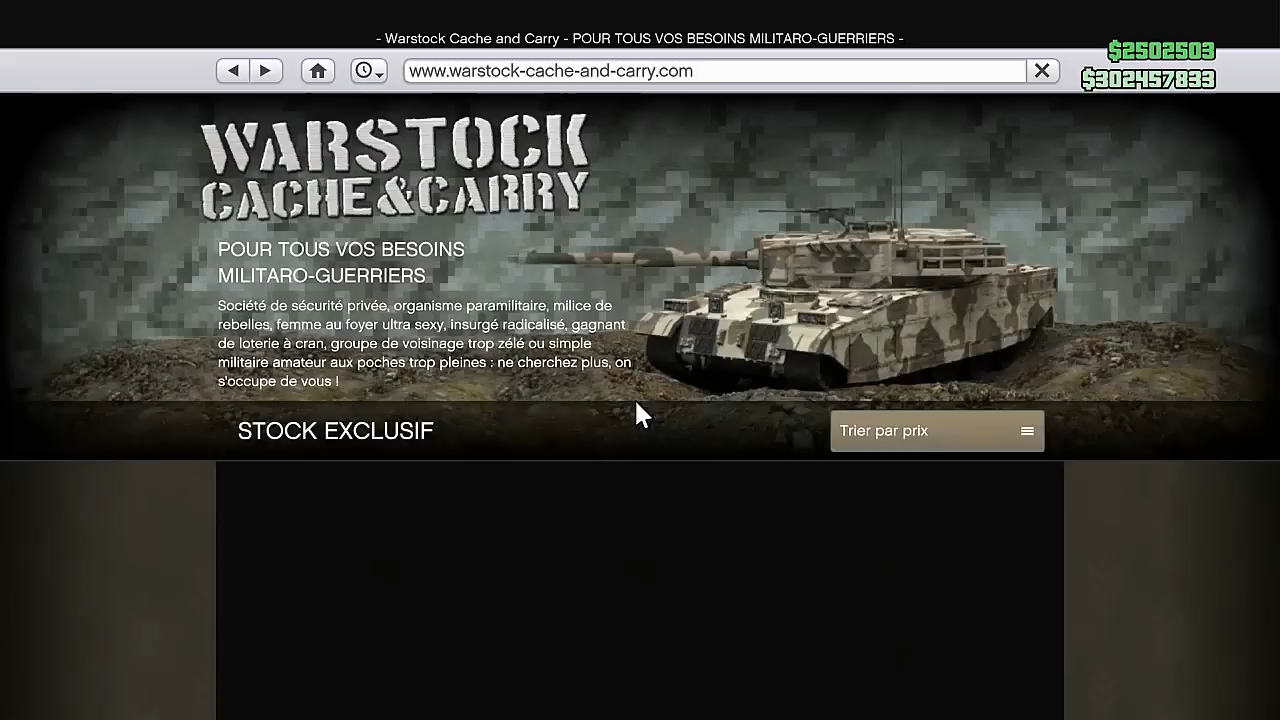 - Warstock Cache and Carry - POUR TOUS VOS BESOINS MILITARO-GUERRIERS -
$2502503
www.warstock-cache-and-carry.com
$302457833
WARSTOCK
CACHE&CARRY
POUR TOUS VOS BESOINS
MILITARO-GUERRIERS
Société de sécurité privée, organisme paramilitaire, milice de
rebelles, femme au foyer ultra sexy, insurgé radicalisé, gagnant
de loterie à cran, groupe de voisinage trop zélé ou simple
militaire amateur aux poches trop pleines : ne cherchez plus, on
s'occupe de vous !
STOCK EXCLUSIF
Trier par prix